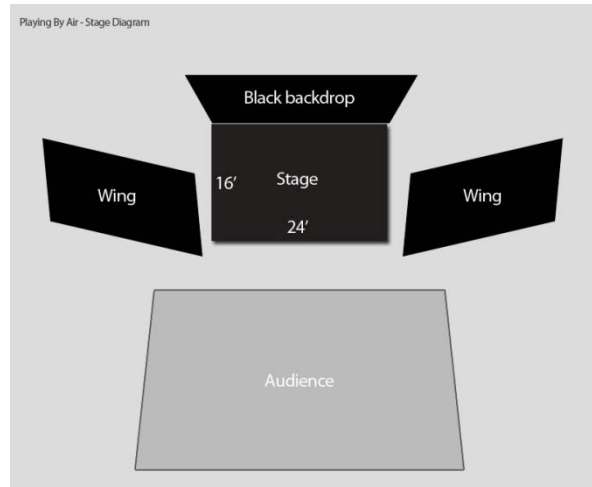 Playing By Air - Stage Diagram
Black backdrop
Wing
16’
Stage
24’
Wing
Audience